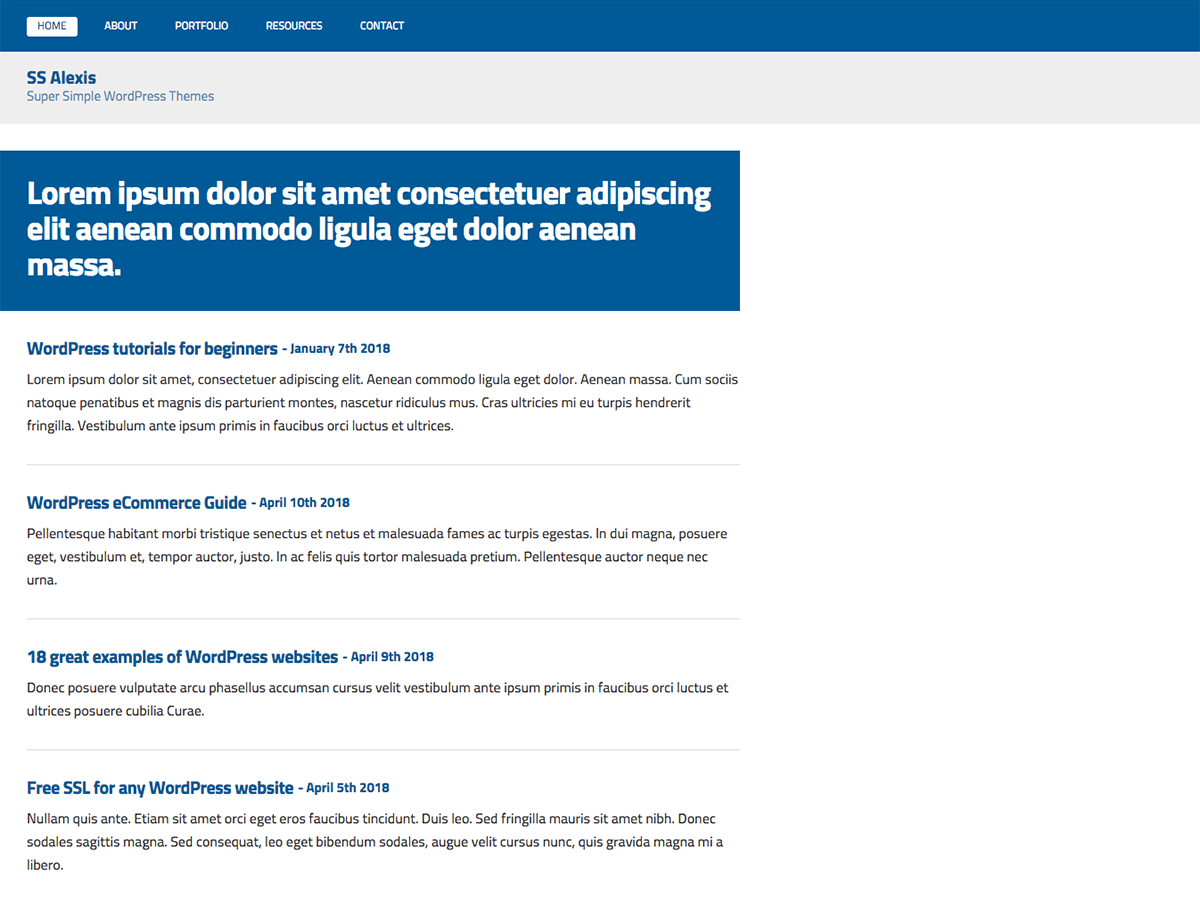 HOME ABOUT PORTFOLIO RESOURCES CONTACT
SS Alexis
Super Simple WordPress Themes
Lorem ipsum dolor sit amet consectetuer adipiscing
elit aenean commodo ligula eget dolor aenean
massa.
WordPress tutorials for beginners - January 7th 2018
Lorem ipsum dolor sit amet, consectetuer adipiscing elit. Aenean commodo ligula eget dolor. Aenean massa. Cum sociis
natoque penatibus et magnis dis parturient montes, nascetur ridiculus mus. Cras ultricies mi eu turpis hendrerit
fringilla. Vestibulum ante ipsum primis in faucibus orci luctus et ultrices.
WordPress eCommerce Guide - April 10th 2018
Pellentesque habitant morbi tristique senectus et netus et malesuada fames ac turpis egestas. In dui magna, posuere
eget, vestibulum et, tempor auctor, justo. In ac felis quis tortor malesuada pretium. Pellentesque auctor neque nec
urna.
18 great examples of WordPress websites - April 9th 2018
Donec posuere vulputate arcu phasellus accumsan cursus velit vestibulum ante ipsum primis in faucibus orci luctus et
ultrices posuere cubilia Curae.
Free SSL for any WordPress website - April 5th 2018
Nullam quis ante. Etiam sit amet orci eget eros faucibus tincidunt. Duis leo. Sed fringilla mauris sit amet nibh. Donec
sodales sagittis magna. Sed consequat, leo eget bibendum sodales, augue velit cursus nunc, quis gravida magna mi a
libero.